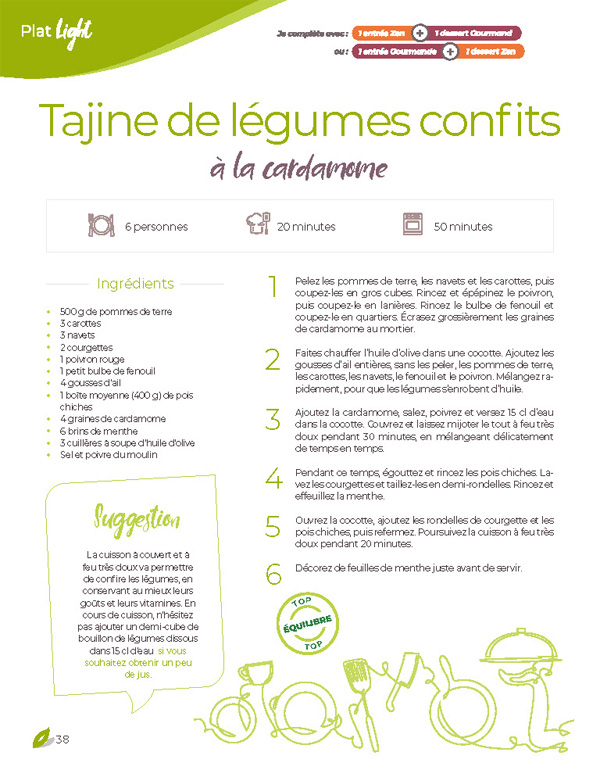 Plat Light
Je complète avec : 1 entrée Zen + 1 dessert Gourmand
ou : 1 entrée Gourmande + 1 dessert Zen
Tajine de légumes confits
à la cardamome
6 personnes
20 minutes
50 minutes
Ingrédients
500 g de pommes de terre
3 carottes
3 navets
2 courgettes
1 poivron rouge
1 petit bulbe de fenouil
4 gousses d'ail
1 boîte moyenne (400 g) de pois
chiches
4 graines de cardamome
6 brins de menthe
3 cuillères à soupe d'huile d'olive
Sel et poivre du moulin
Suggestion
La cuisson à couvert et à
feu très doux va permettre
de confire les légumes, en
conservant au mieux leurs
goûts et leurs vitamines. En
cours de cuisson, n'hésitez
pas ajouter un demi-cube de
bouillon de légumes dissous
dans 15 cl d'eau si vous
souhaitez obtenir un peu
de jus.
1 Pelez les pommes de terre, les navets et les carottes, puis
coupez-les en gros cubes. Rincez et épépinez le poivron,
puis coupez-le en lanières. Rincez le bulbe de fenouil et
coupez-le en quartiers. Écrasez grossièrement les graines
de cardamome au mortier.
2 Faites chauffer l'huile d'olive dans une cocotte. Ajoutez les
gousses d'ail entières, sans les peler, les pommes de terre,
les carottes, les navets, le fenouil et le poivron. Mélangez ra-
pidement, pour que les légumes s'enrobent d'huile.
3 Ajoutez la cardamome, salez, poivrez et versez 15 cl d'eau
dans la cocotte. Couvrez et laissez mijoter le tout à feu très
doux pendant 30 minutes, en mélangeant délicatement
de temps en temps.
4 Pendant ce temps, égouttez et rincez les pois chiches. La-
vez les courgettes et taillez-les en demi-rondelles. Rincez et
effeuillez la menthe.
5 Ouvrez la cocotte, ajoutez les rondelles de courgette et les
pois chiches, puis refermez. Poursuivez la cuisson à feu très
doux pendant 20 minutes.
6 Décorez de feuilles de menthe juste avant de servir.
TOP
ÉQUILIBRE
TOP
38